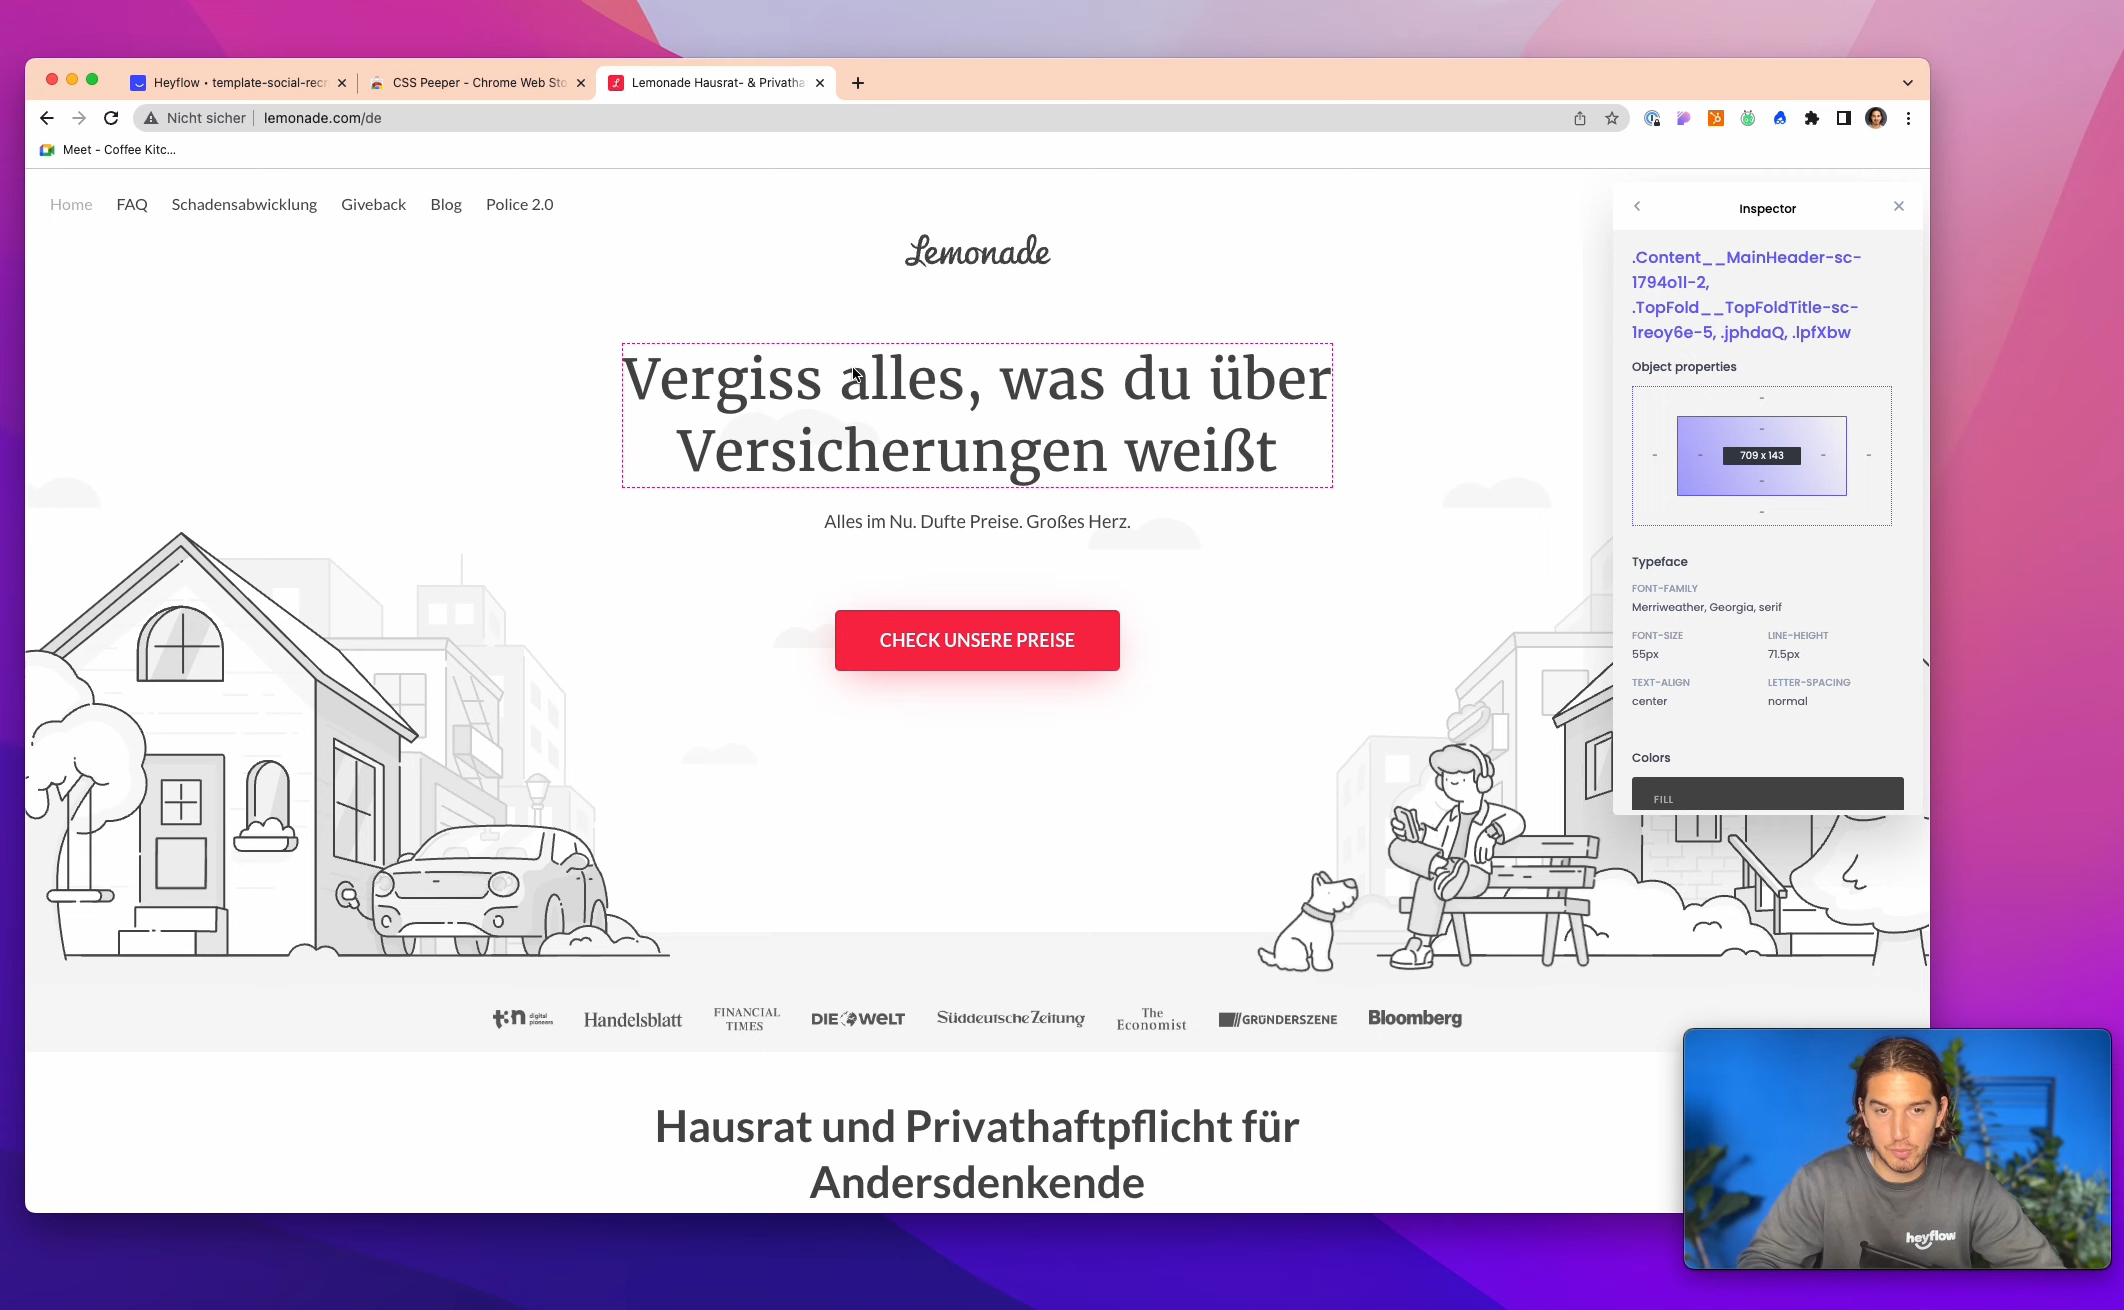 Heyflow • template-social-recr
CSS Peeper - Chrome Web Sto
Lemonade Hausrat- & Privatha
Nicht sicher
lemonade.com/de
Meet - Coffee Kitc...
Home FAQ Schadensabwicklung Giveback Blog Police 2.0
Lemonade
Vergiss alles, was du über
Versicherungen weißt
Alles im Nu. Dufte Preise. Großes Herz.
CHECK UNSERE PREISE
t3n digital pioneers
Handelsblatt
FINANCIAL
TIMES
DIE WELT
Süddeutsche Zeitung
The
Economist
GRÜNDERSZENE
Bloomberg
Hausrat und Privathaftpflicht für
Andersdenkende
Inspector
.Content__MainHeader-sc-
1794o1l-2,
.TopFold__TopFoldTitle-sc-
1reoy6e-5, .jphdaQ, .lpfXbw
Object properties
-
-
- - 709 x 143 - -
-
-
Typeface
FONT-FAMILY
Merriweather, Georgia, serif
FONT-SIZE LINE-HEIGHT
55px 71.5px
TEXT-ALIGN LETTER-SPACING
center normal
Colors
FILL
heyflow